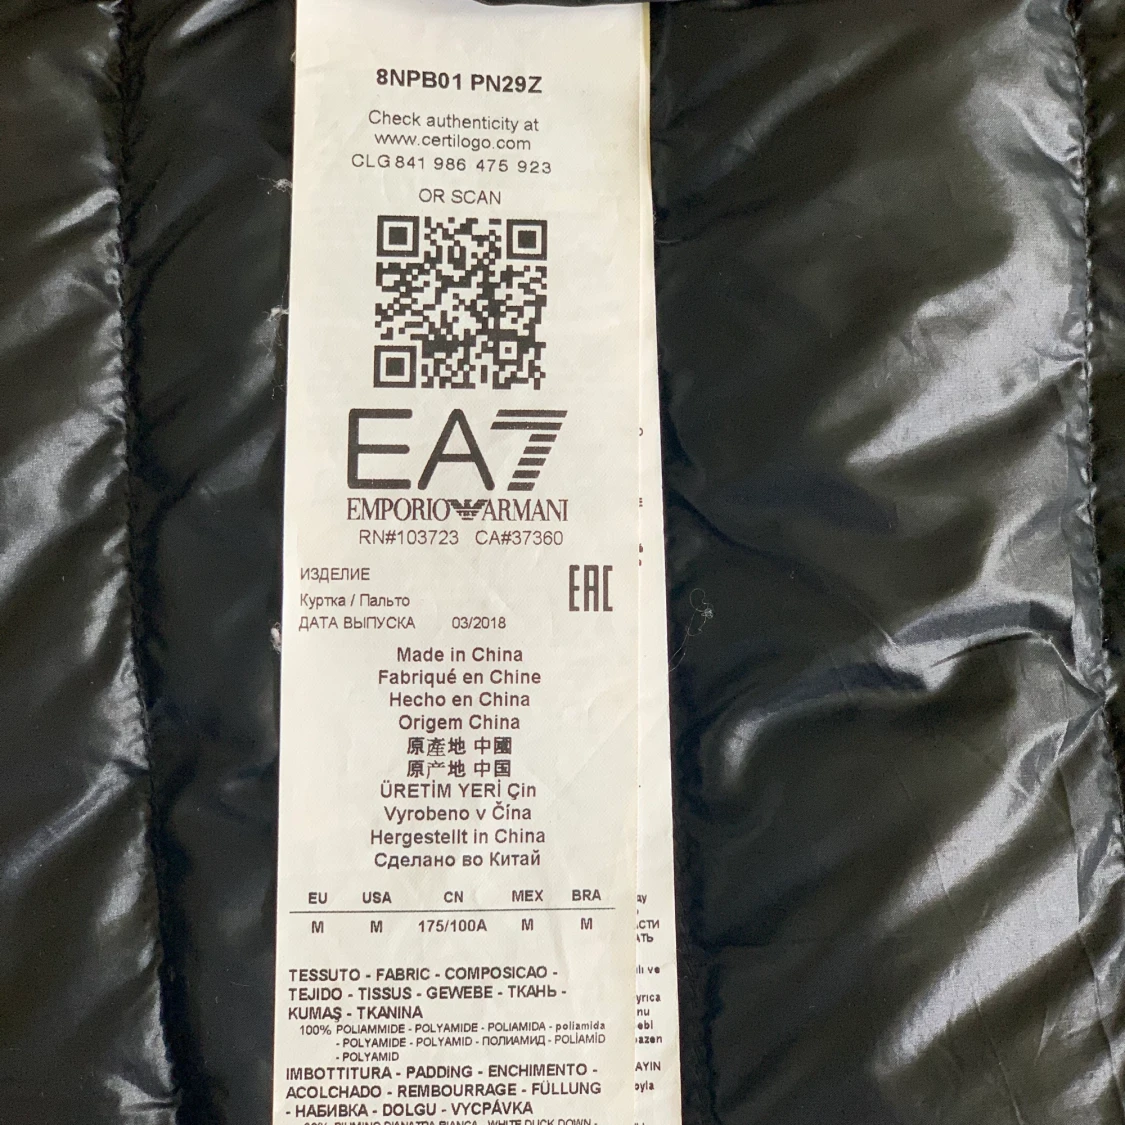 8NPB01 PN29Z
Check authenticity at
www.certilogo.com
CLG 841 986 475 923
OR SCAN
EA7
EMPORIO ARMANI
RN#103723 CA#37360
ИЗДЕЛИЕ
EAC
Куртка / Пальто
ДАТА ВЫПУСКА 03/2018
Made in China
Fabriqué en Chine
Hecho en China
Origem China
原產地 中國
原产地 中国
ÜRETİM YERİ Çin
Vyrobeno v Čína
Hergestellt in China
Сделано во Китай
EU USA CN MEX BRA
M M 175/100A M M
TESSUTO - FABRIC - COMPOSICAO -
TEJIDO - TISSUS - GEWEBE - ТКАНЬ -
KUMAŞ - TKANINA
100% POLIAMMIDE - POLYAMIDE - POLIAMIDA - poliamida
- POLYAMIDE - POLYAMID - ПОЛИАМИД - POLİAMİD
- POLYAMID
IMBOTTITURA - PADDING - ENCHIMENTO -
ACOLCHADO - REMBOURRAGE - FÜLLUNG
- НАБИВКА - DOLGU - VYCPÁVKA